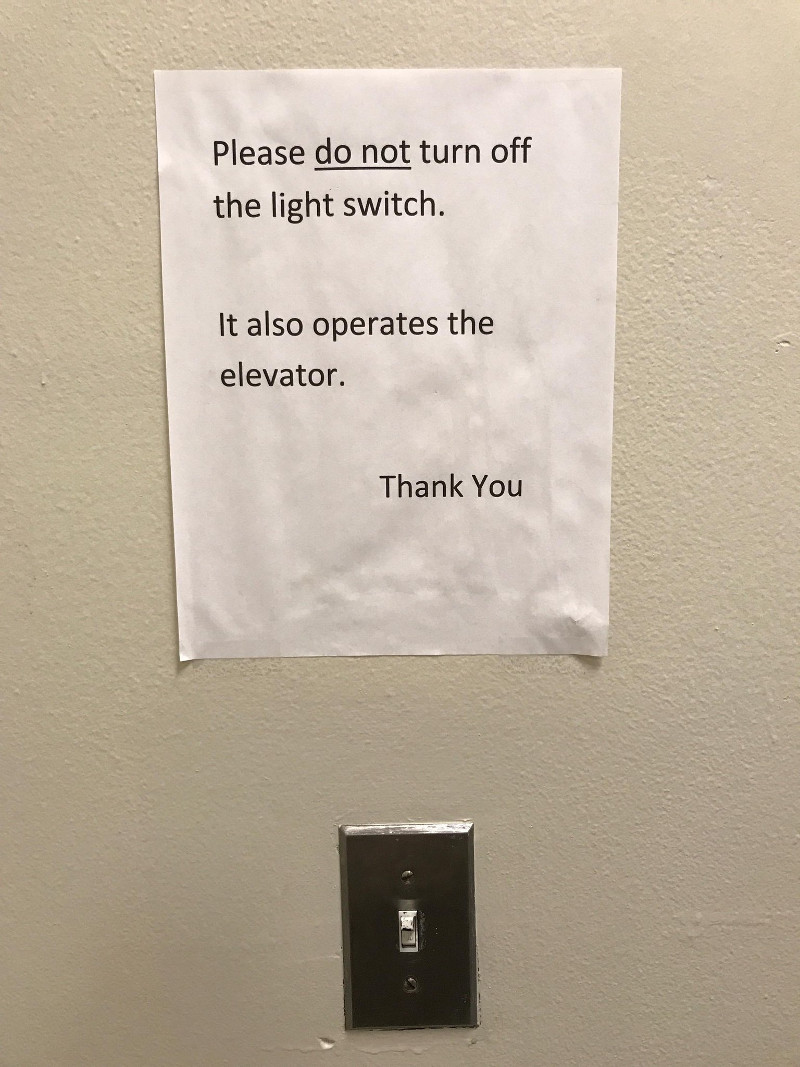 Please do not turn off
the light switch.
It also operates the
elevator.
Thank You